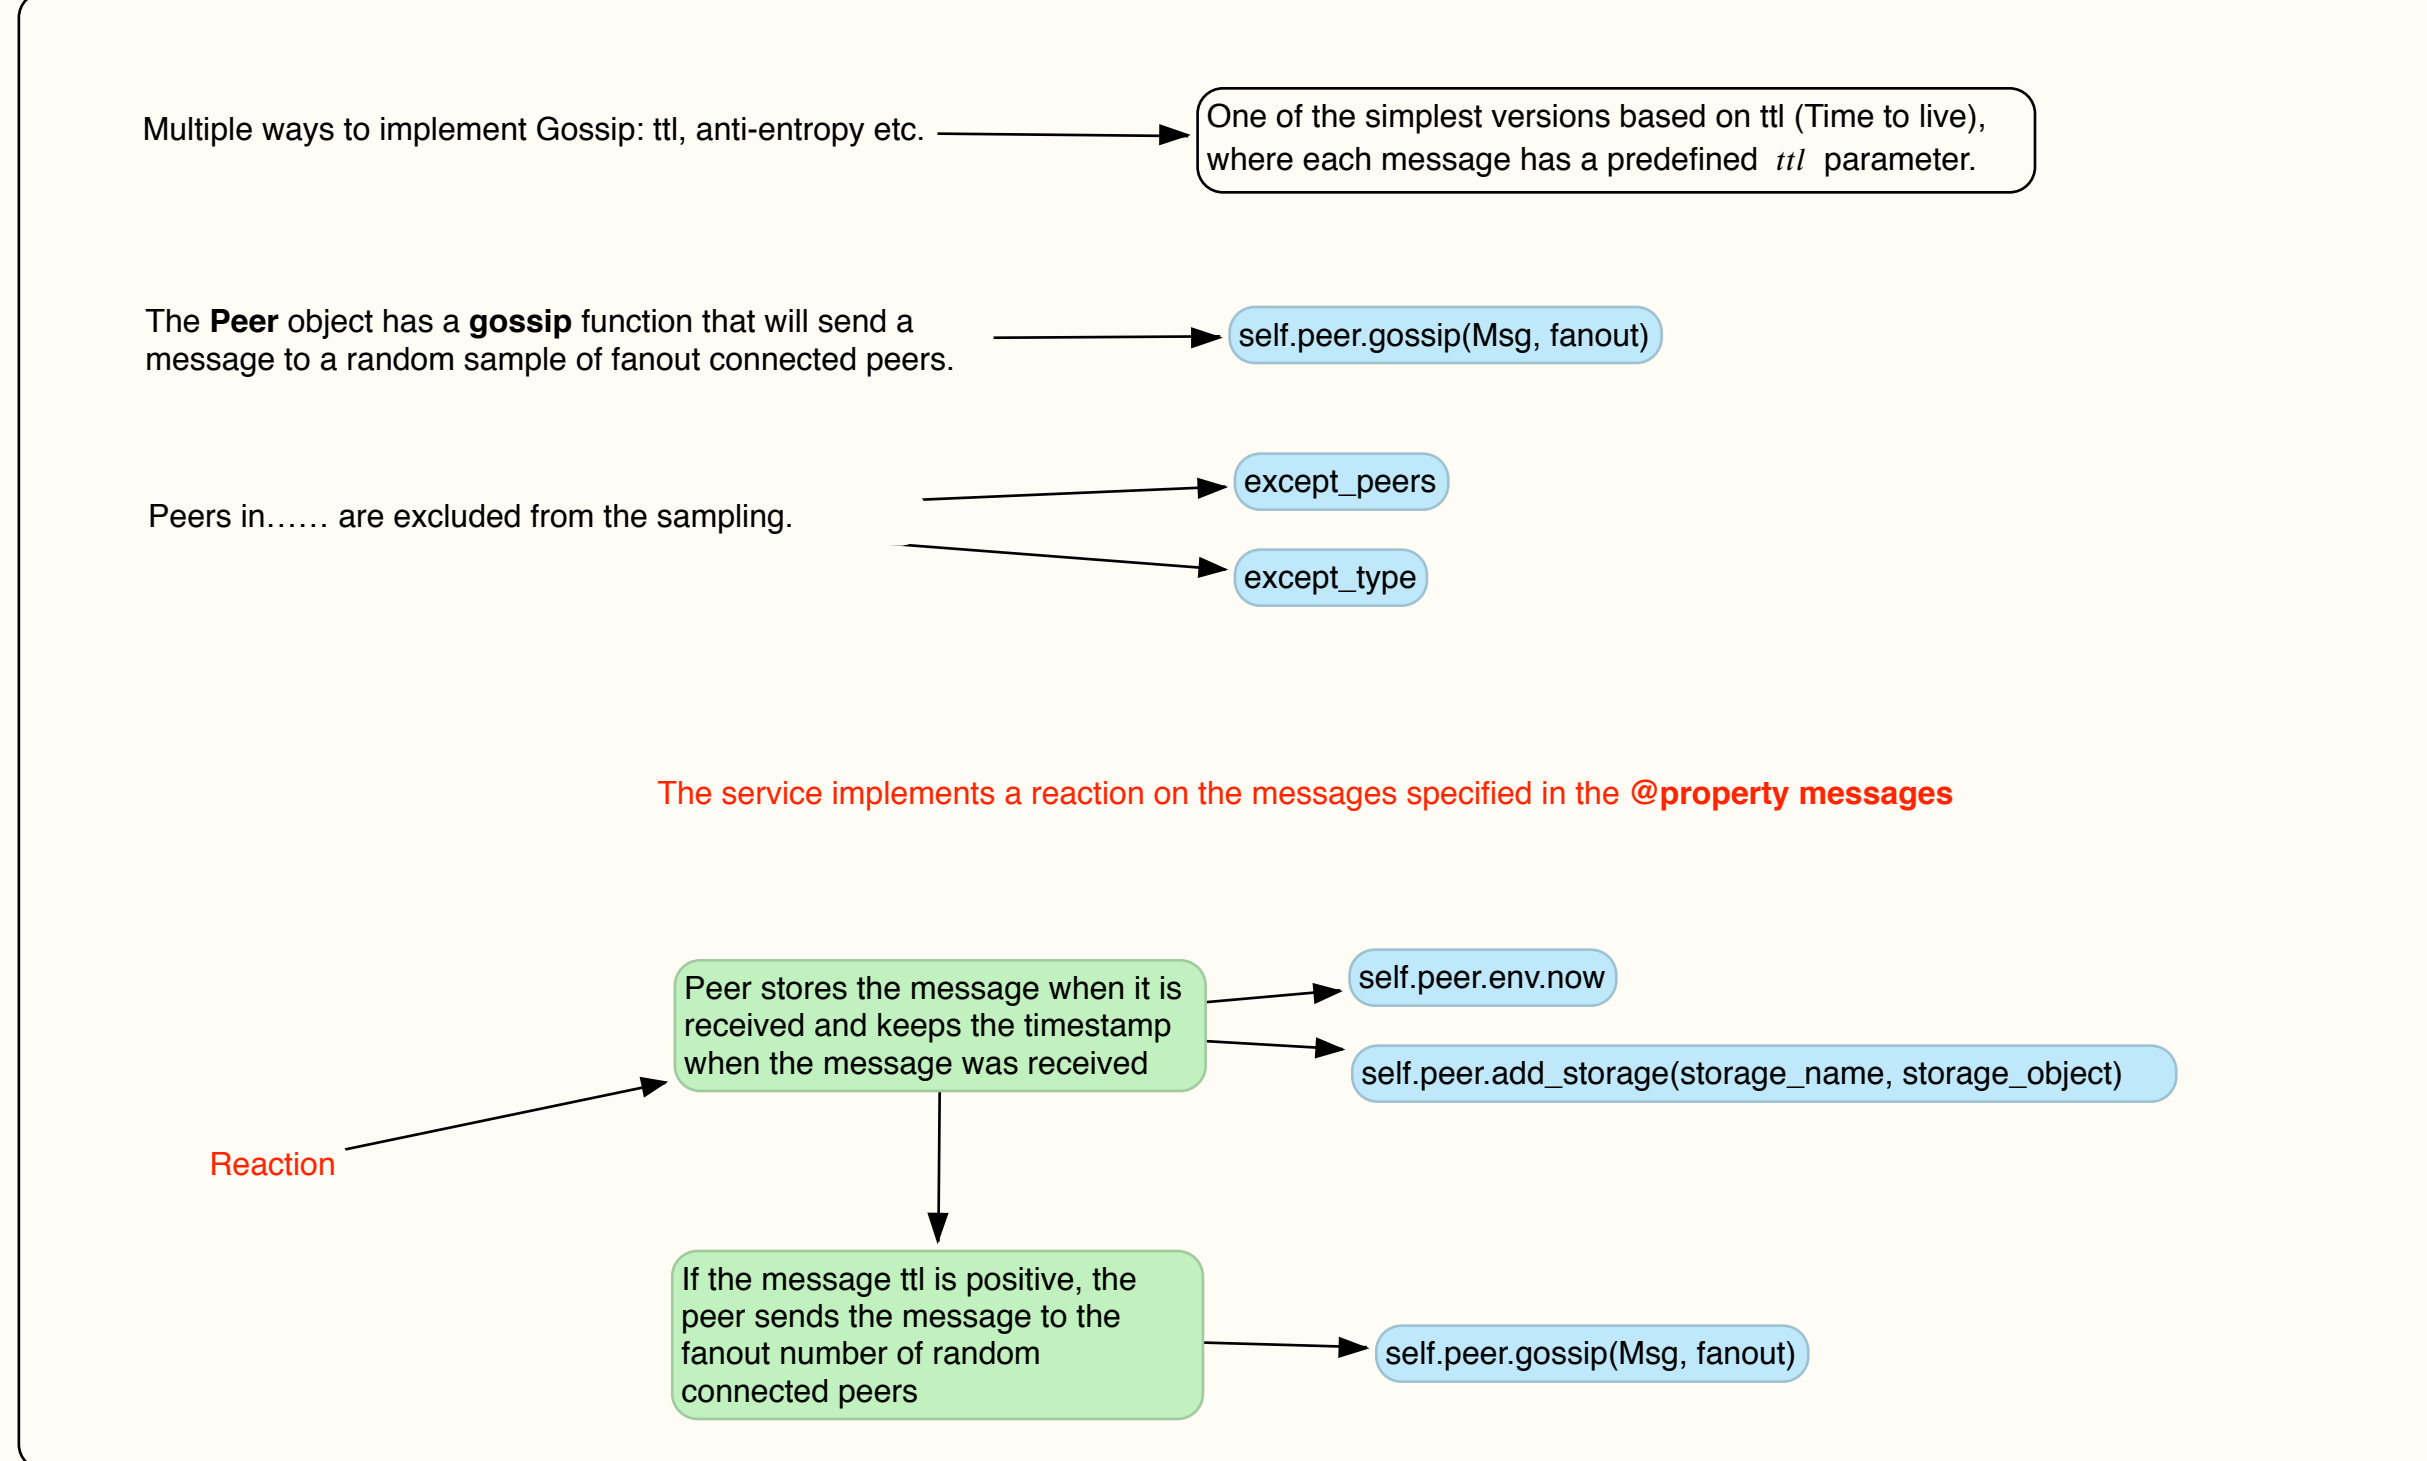 Multiple ways to implement Gossip: ttl, anti-entropy etc.
One of the simplest versions based on ttl (Time to live),
where each message has a predefined ttl parameter.
The Peer object has a gossip function that will send a
message to a random sample of fanout connected peers.
self.peer.gossip(Msg, fanout)
Peers in…… are excluded from the sampling.
except_peers
except_type
The service implements a reaction on the messages specified in the @property messages
Reaction
Peer stores the message when it is
received and keeps the timestamp
when the message was received
self.peer.env.now
self.peer.add_storage(storage_name, storage_object)
If the message ttl is positive, the
peer sends the message to the
fanout number of random
connected peers
self.peer.gossip(Msg, fanout)